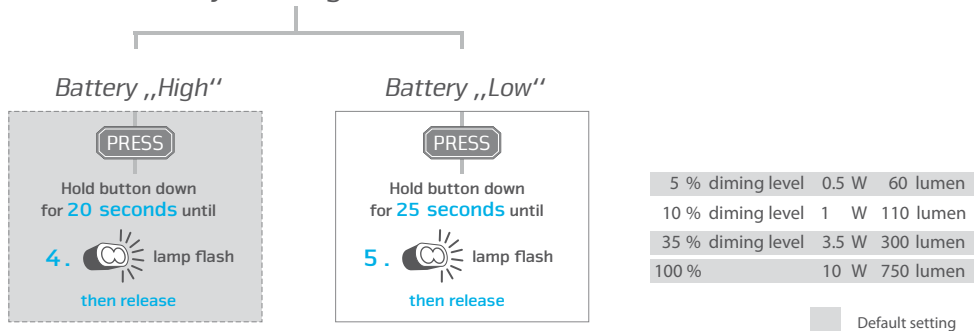 Battery „High“
PRESS
Hold button down
for 20 seconds until
4. lamp flash
then release
Battery „Low“
PRESS
Hold button down
for 25 seconds until
5. lamp flash
then release
5 % diming level 0.5 W 60 lumen
10 % diming level 1 W 110 lumen
35 % diming level 3.5 W 300 lumen
100 % 10 W 750 lumen
Default setting